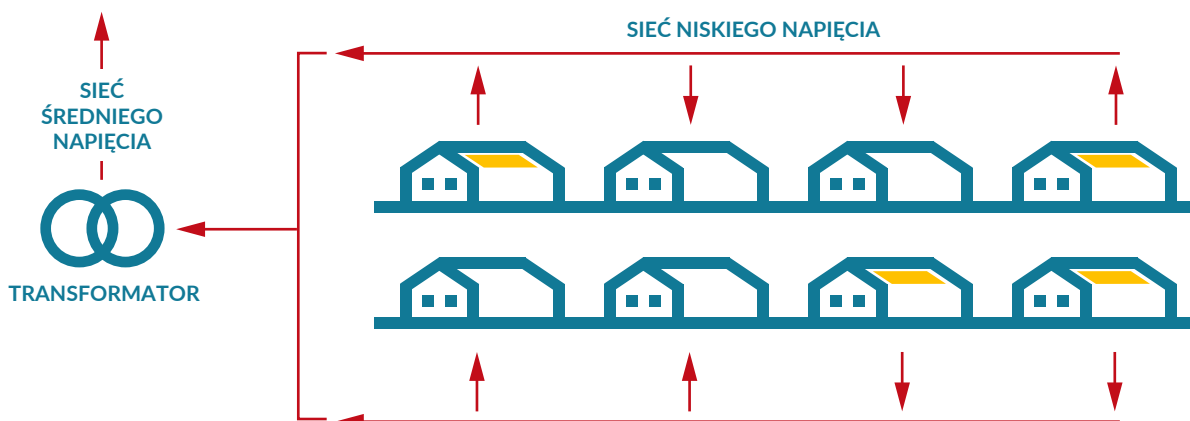 SIEĆ NISKIEGO NAPIĘCIA
SIEĆ
ŚREDNIEGO
NAPIĘCIA
TRANSFORMATOR